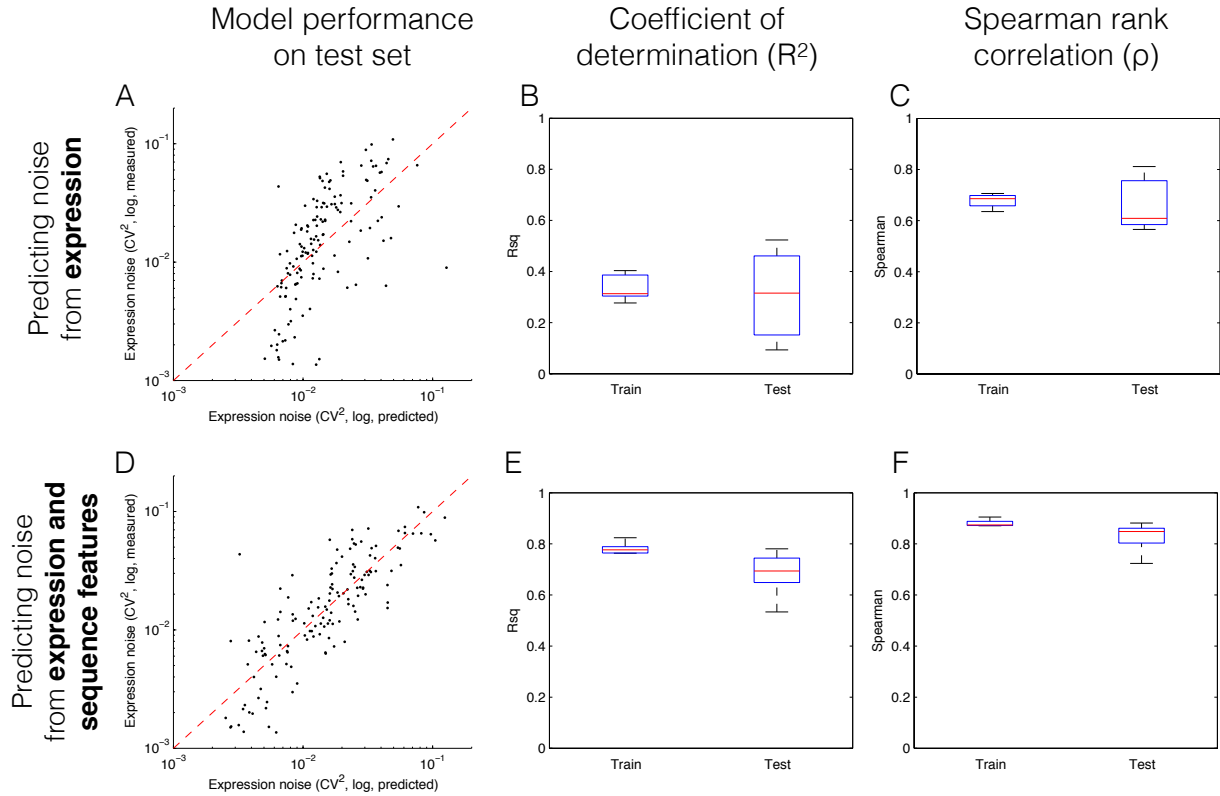 Model performance
on test set
Coefficient of
determination (R²)
Spearman rank
correlation (ρ)
Predicting noise
from expression
A
Expression noise (CV², log, measured)
10⁻¹
10⁻²
10⁻³
10⁻³
10⁻²
10⁻¹
Expression noise (CV², log, predicted)
B
Rsq
1
0.8
0.6
0.4
0.2
0
Train
Test
C
Spearman
1
0.8
0.6
0.4
0.2
0
Train
Test
Predicting noise
from expression and
sequence features
D
Expression noise (CV², log, measured)
10⁻¹
10⁻²
10⁻³
10⁻³
10⁻²
10⁻¹
Expression noise (CV², log, predicted)
E
Rsq
1
0.8
0.6
0.4
0.2
0
Train
Test
F
Spearman
1
0.8
0.6
0.4
0.2
0
Train
Test